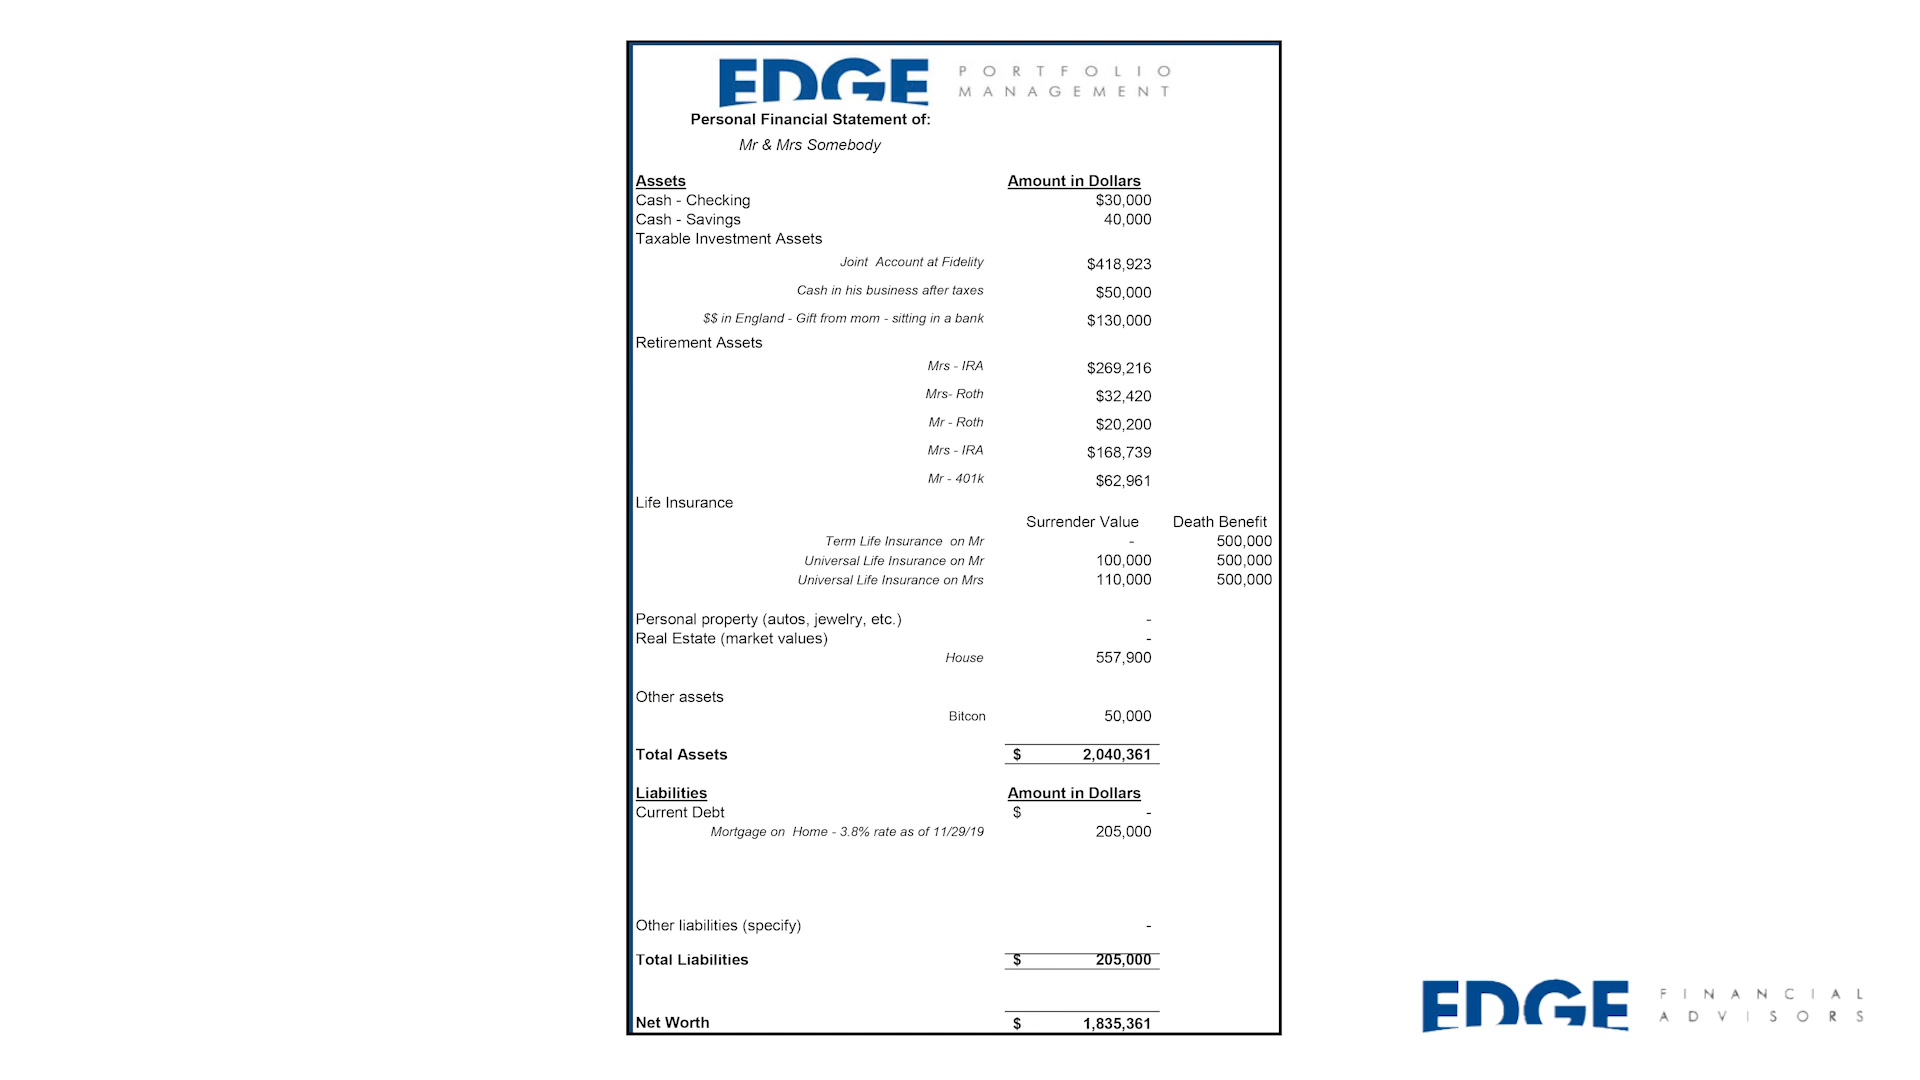 EDGE PORTFOLIO
MANAGEMENT
Personal Financial Statement of:
Mr & Mrs Somebody
Assets Amount in Dollars
Cash - Checking $30,000
Cash - Savings 40,000
Taxable Investment Assets
Joint Account at Fidelity $418,923
Cash in his business after taxes $50,000
$$ in England - Gift from mom - sitting in a bank $130,000
Retirement Assets
Mrs - IRA $269,216
Mrs- Roth $32,420
Mr - Roth $20,200
Mrs - IRA $168,739
Mr - 401k $62,961
Life Insurance
Surrender Value Death Benefit
Term Life Insurance on Mr - 500,000
Universal Life Insurance on Mr 100,000 500,000
Universal Life Insurance on Mrs 110,000 500,000
Personal property (autos, jewelry, etc.) -
Real Estate (market values) -
House 557,900
Other assets
Bitcon 50,000
Total Assets $ 2,040,361
Liabilities Amount in Dollars
Current Debt $ -
Mortgage on Home - 3.8% rate as of 11/29/19 205,000
Other liabilities (specify) -
Total Liabilities $ 205,000
Net Worth $ 1,835,361
EDGE FINANCIAL
ADVISORS